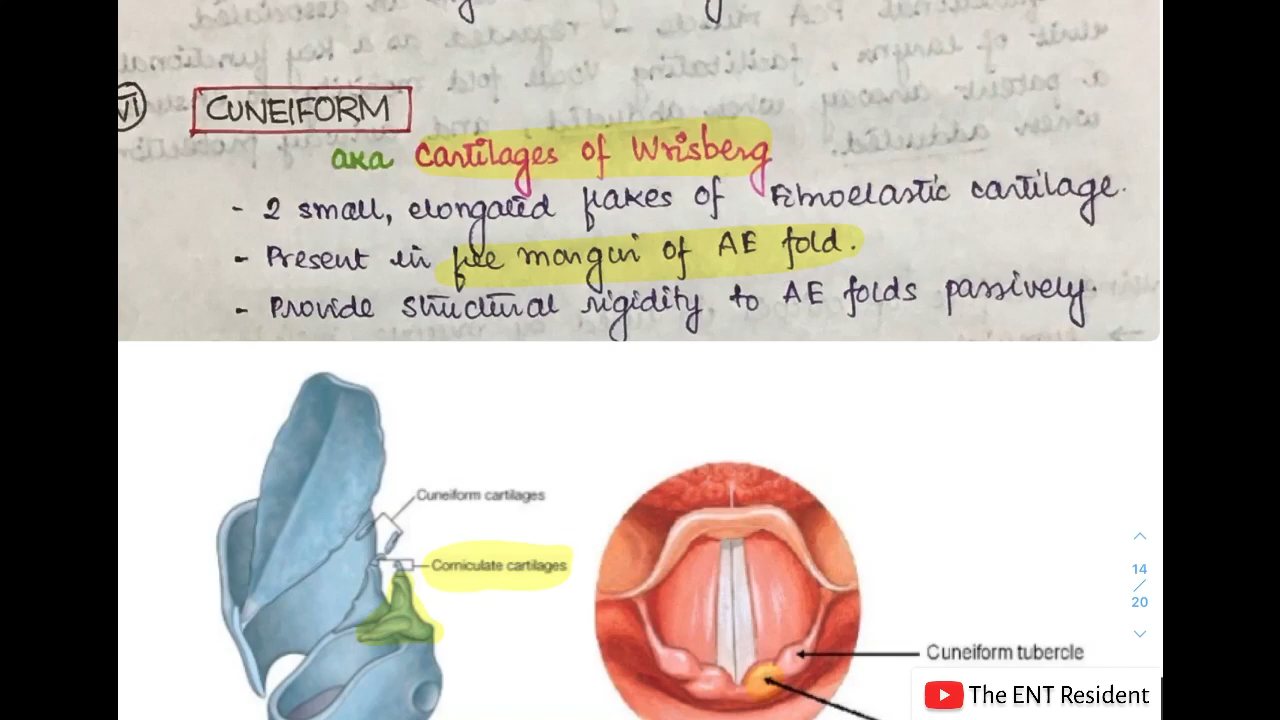 VI
CUNEIFORM
aka Cartilages of Wrisberg
- 2 small, elongated flakes of Fibroelastic cartilage.
- Present in free margin of AE fold.
- Provide structural rigidity to AE folds passively.
Cuneiform cartilages
Corniculate cartilages
14
/
20
Cuneiform tubercle
The ENT Resident